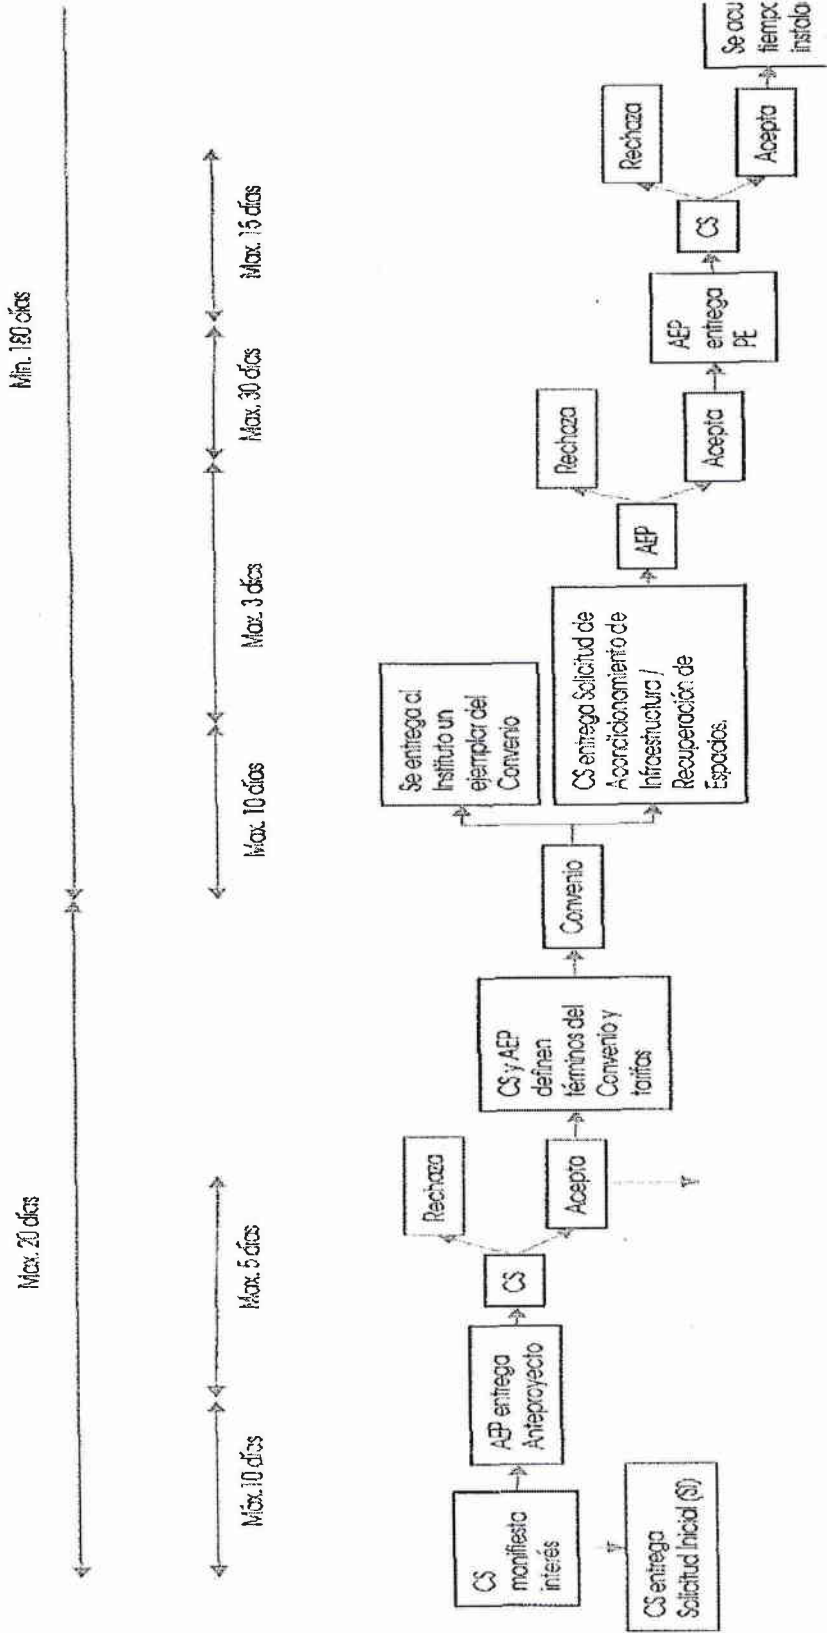 Max. 20 días
Min. 180 días
Máx. 10 días
Max. 5 días
Max. 10 días
Max. 3 días
Max. 30 días
Max. 15 días
CS
manifiesta
interés
CS entrega
Solicitud Inicial (SI)
AEP entrega
Anteproyecto
CS
Rechaza
Acepta
CS y AEP
definen
términos del
Convenio y
tarifas
Convenio
Se entrega al
Instituto un
ejemplar del
Convenio
CS entrega Solicitud de
Acondicionamiento de
Infraestructura /
Recuperación de
Espacios.
AEP
Rechaza
Acepta
AEP
entrega
PE
CS
Rechaza
Acepta
Se